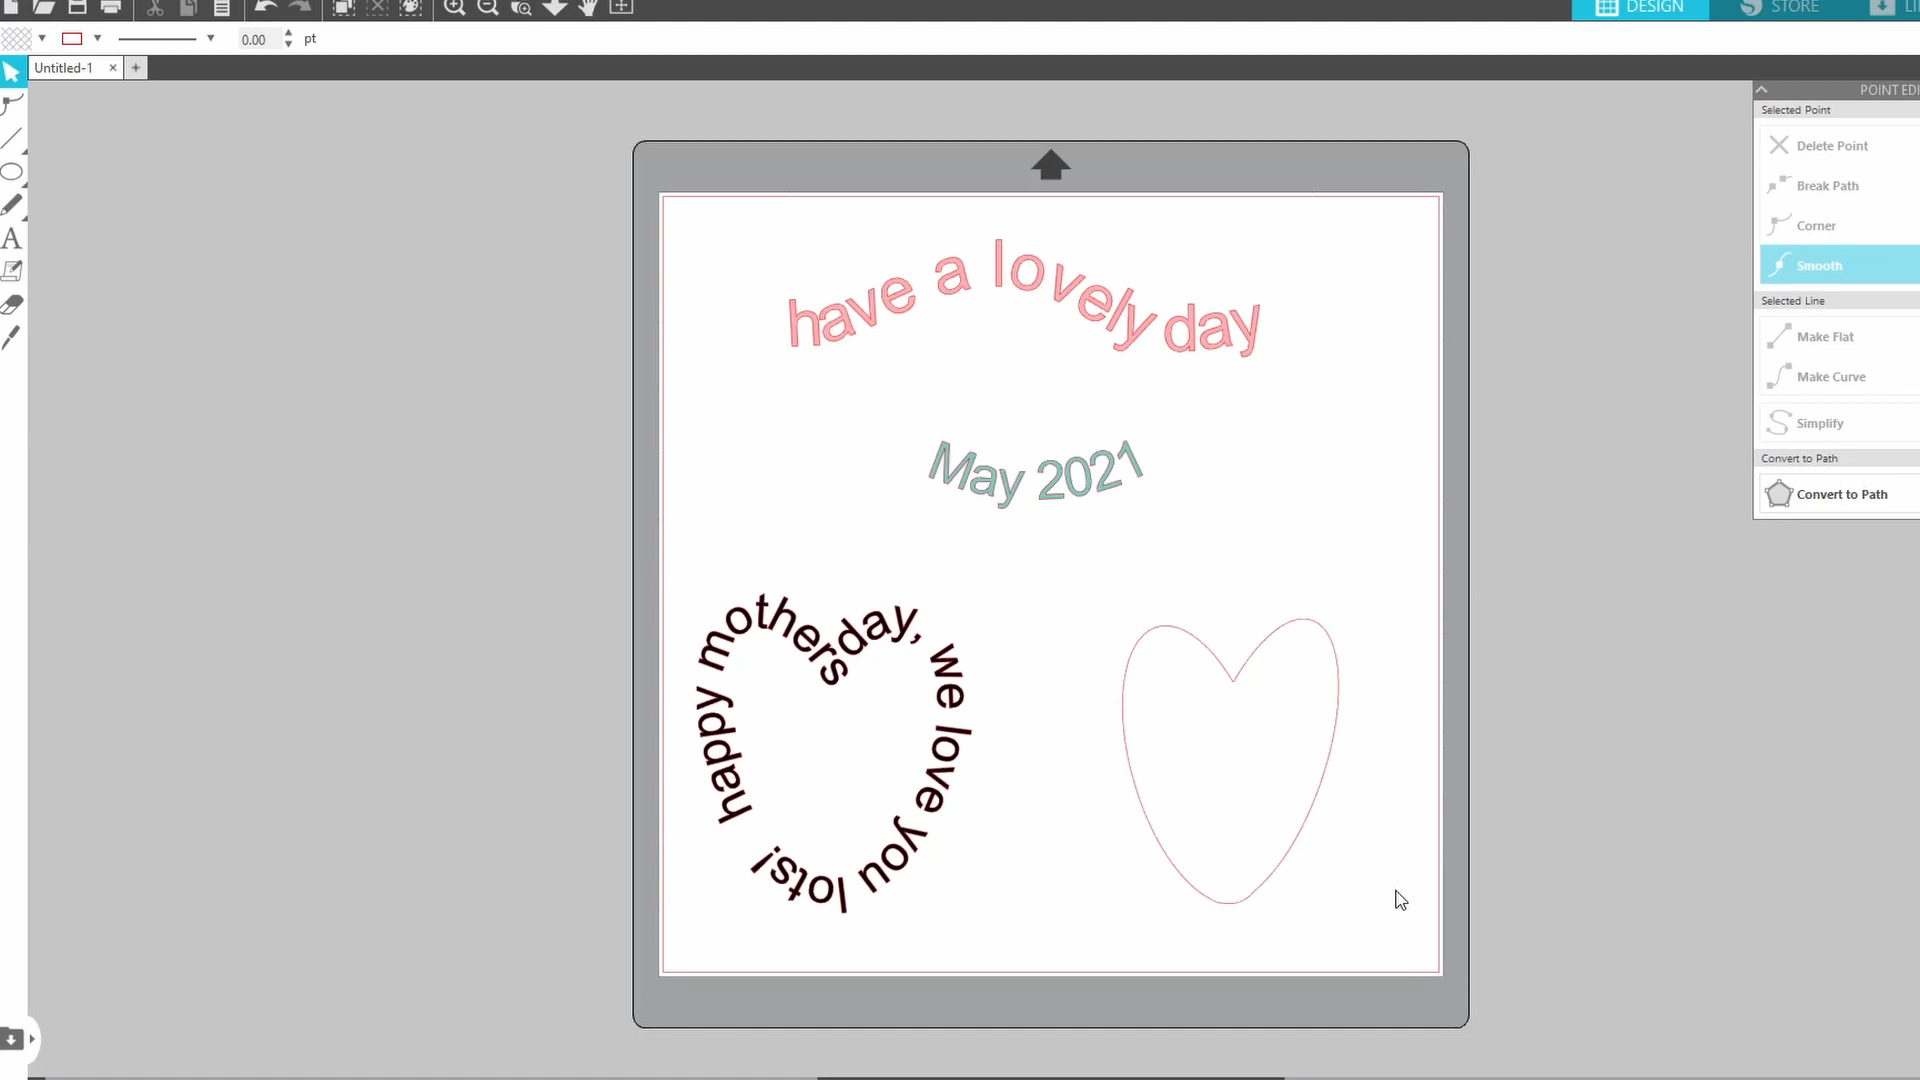 DESIGN
STORE
LI
0.00
pt
Untitled-1
POINT EDI
Selected Point
Delete Point
Break Path
Corner
Smooth
Selected Line
Make Flat
Make Curve
Simplify
Convert to Path
Convert to Path
have a lovely day
May 2021
happy mothers day, we love you lots!